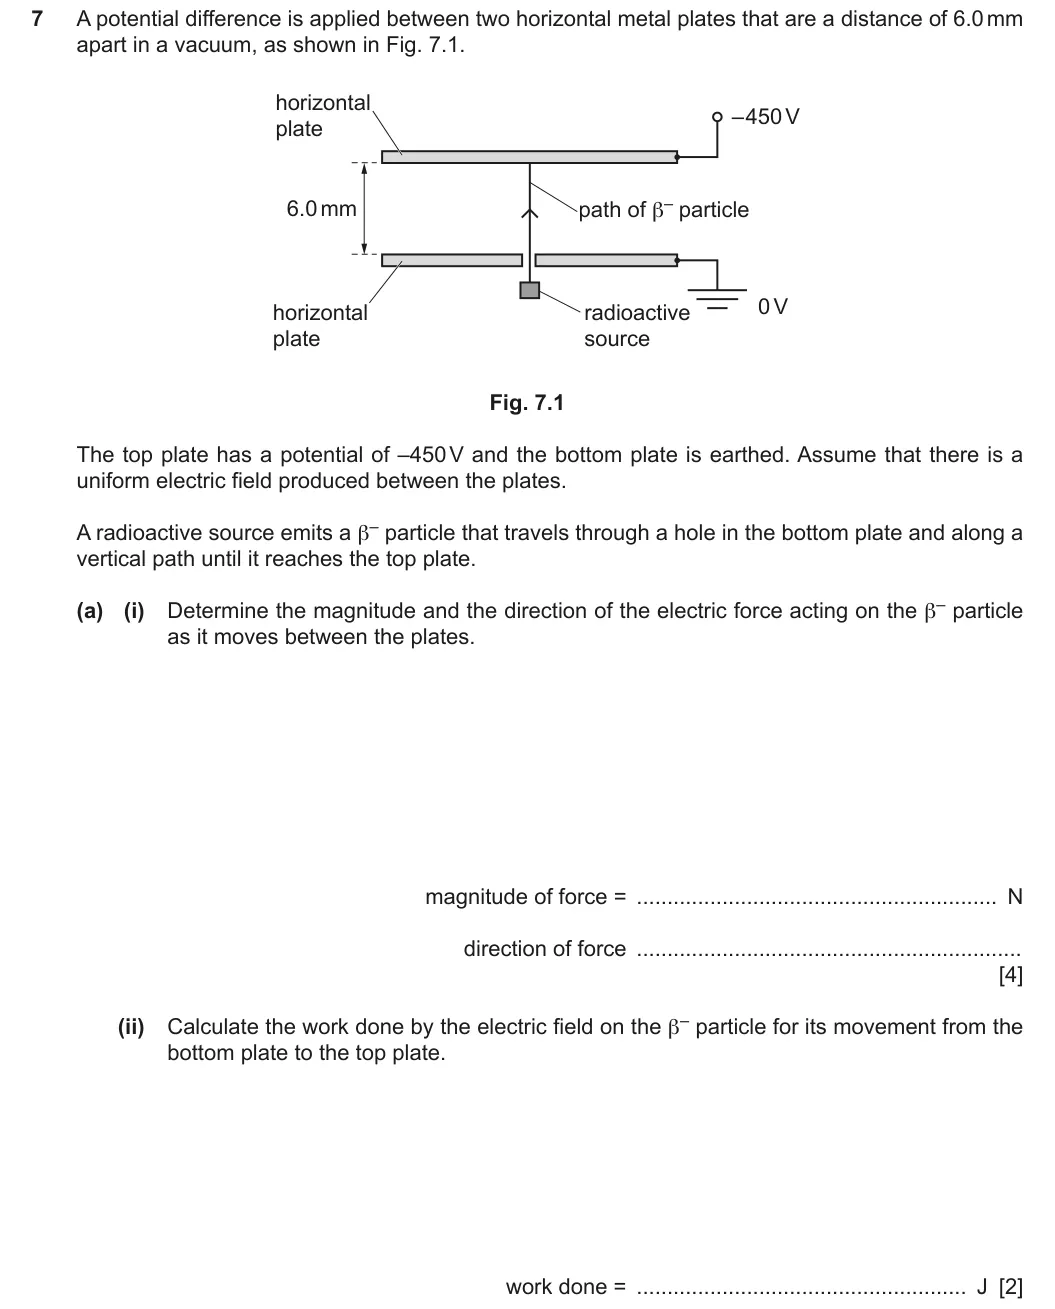 7 A potential difference is applied between two horizontal metal plates that are a distance of 6.0 mm
apart in a vacuum, as shown in Fig. 7.1.
horizontal
plate
–450 V
6.0 mm
path of β– particle
horizontal
plate
radioactive
source
0 V
Fig. 7.1
The top plate has a potential of –450 V and the bottom plate is earthed. Assume that there is a
uniform electric field produced between the plates.
A radioactive source emits a β– particle that travels through a hole in the bottom plate and along a
vertical path until it reaches the top plate.
(a) (i) Determine the magnitude and the direction of the electric force acting on the β– particle
as it moves between the plates.
magnitude of force = ........................................................... N
direction of force ...............................................................
[4]
(ii) Calculate the work done by the electric field on the β– particle for its movement from the
bottom plate to the top plate.
work done = ...................................................... J [2]